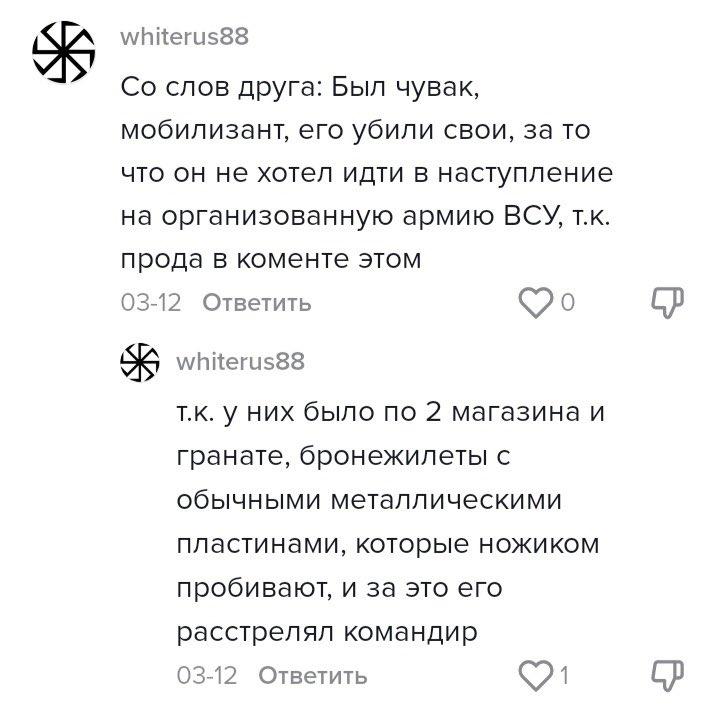 whiterus88
Со слов друга: Был чувак,
мобилизант, его убили свои, за то
что он не хотел идти в наступление
на организованную армию ВСУ, т.к.
прода в коменте этом
03-12 Ответить 0
whiterus88
т.к. у них было по 2 магазина и
гранате, бронежилеты с
обычными металлическими
пластинами, которые ножиком
пробивают, и за это его
расстрелял командир
03-12 Ответить 1